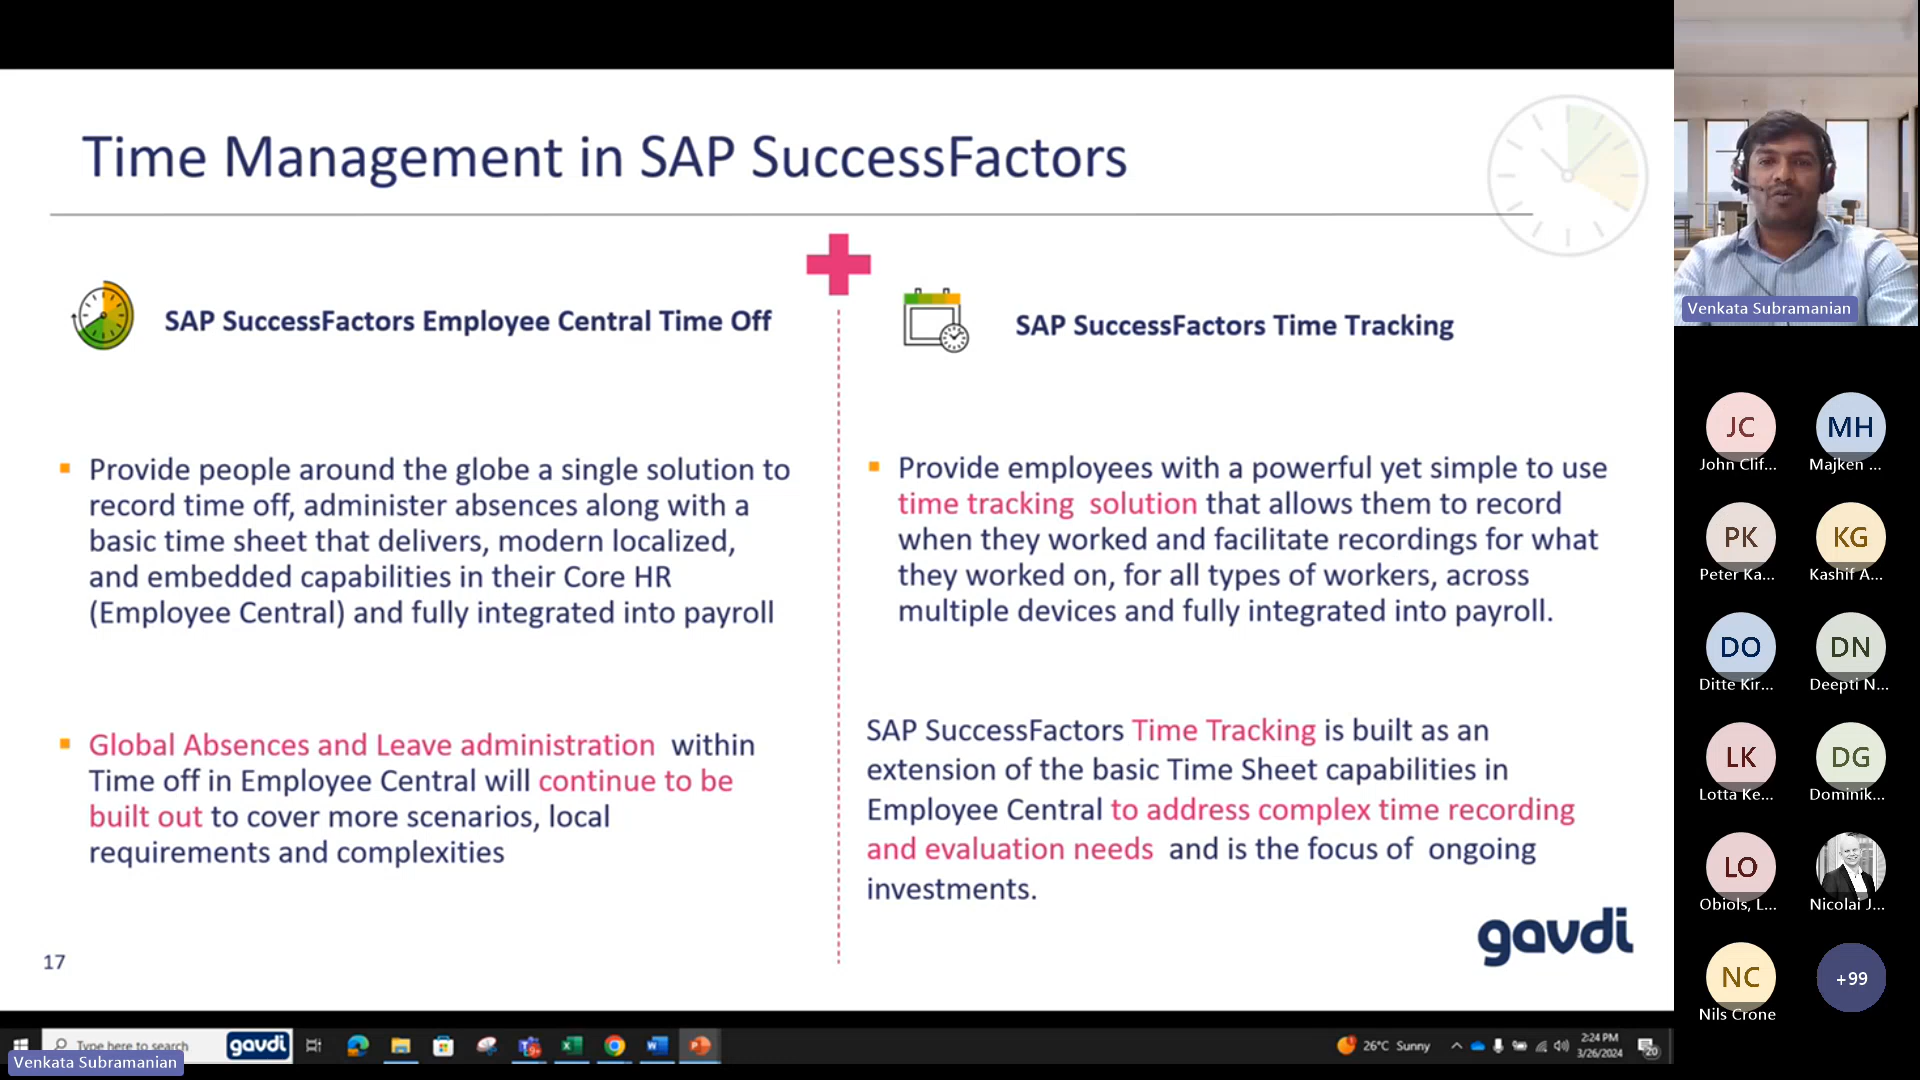 Time Management in SAP SuccessFactors
SAP SuccessFactors Employee Central Time Off
Provide people around the globe a single solution to
record time off, administer absences along with a
basic time sheet that delivers, modern localized,
and embedded capabilities in their Core HR
(Employee Central) and fully integrated into payroll
Global Absences and Leave administration within
Time off in Employee Central will continue to be
built out to cover more scenarios, local
requirements and complexities
SAP SuccessFactors Time Tracking
Provide employees with a powerful yet simple to use
time tracking solution that allows them to record
when they worked and facilitate recordings for what
they worked on, for all types of workers, across
multiple devices and fully integrated into payroll.
SAP SuccessFactors Time Tracking is built as an
extension of the basic Time Sheet capabilities in
Employee Central to address complex time recording
and evaluation needs and is the focus of ongoing
investments.
17
gavdi
Venkata Subramanian
JC
John Clif...
MH
Majken ...
PK
Peter Ka...
KG
Kashif A...
DO
Ditte Kir...
DN
Deepti N...
LK
Lotta Ke...
DG
Dominik...
LO
Obiols, L...
Nicolai J...
NC
Nils Crone
+99
Type here to search
gavdi
26°C Sunny
2:24 PM
3/26/2024
20
Venkata Subramanian